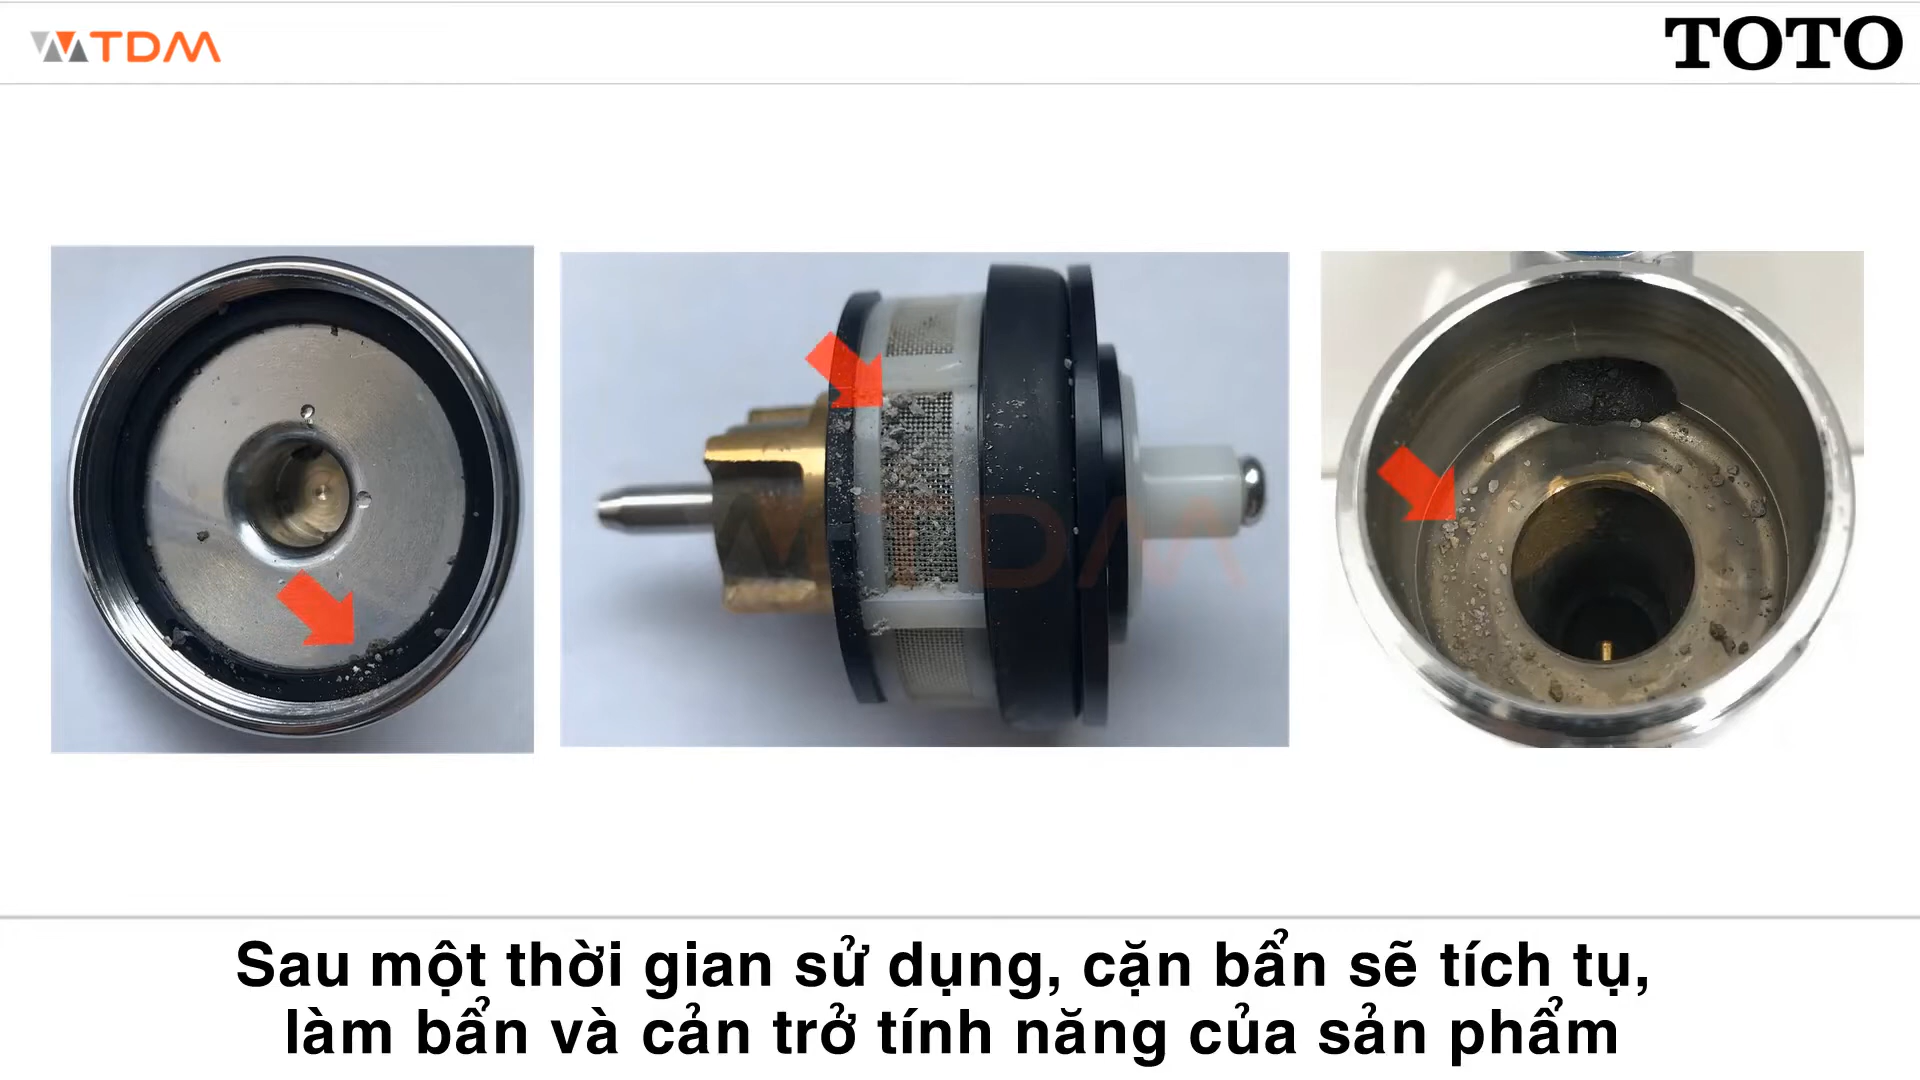 TDM
TOTO
TDM
Sau một thời gian sử dụng, cặn bẩn sẽ tích tụ,
làm bẩn và cản trở tính năng của sản phẩm